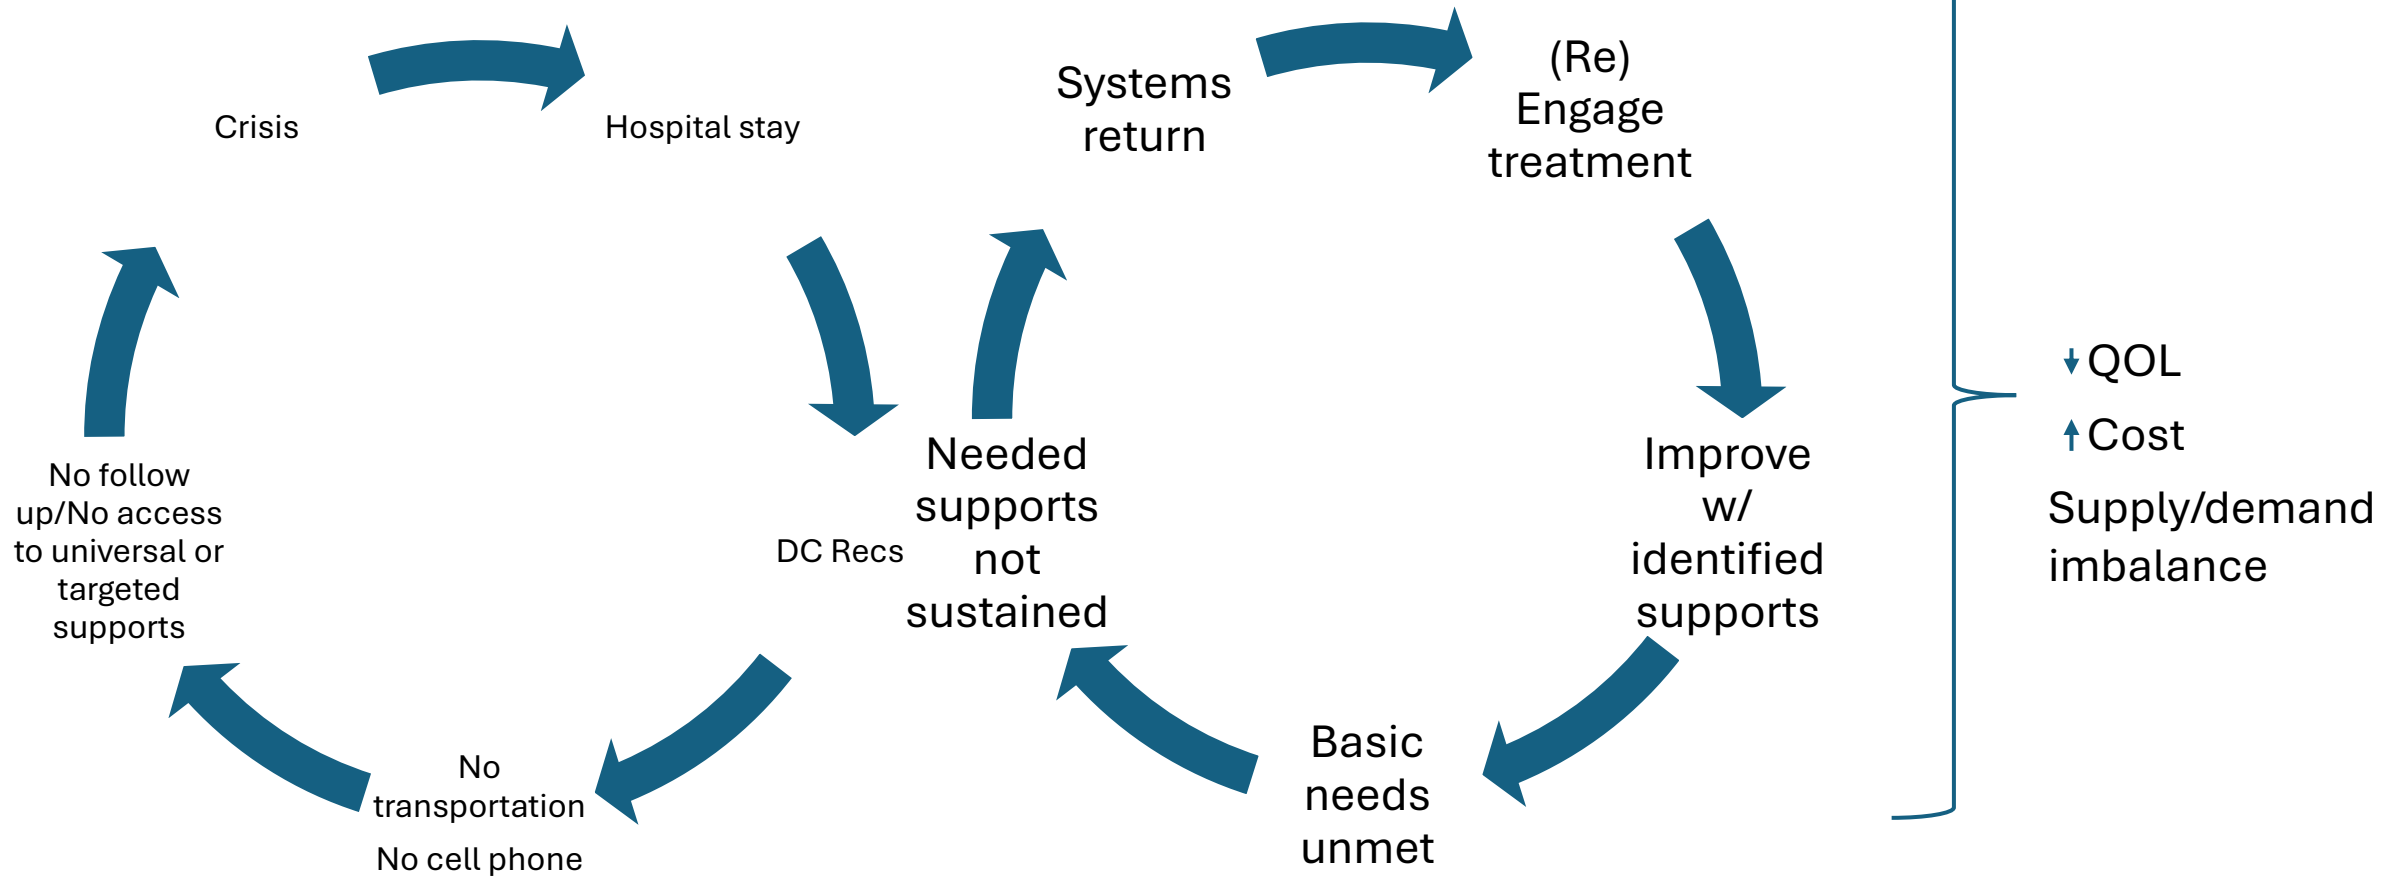 Crisis
Hospital stay
DC Recs
No
transportation
No cell phone
No follow
up/No access
to universal or
targeted
supports
Systems
return
(Re)
Engage
treatment
Improve
w/
identified
supports
Basic
needs
unmet
Needed
supports
not
sustained
QOL
Cost
Supply/demand
imbalance